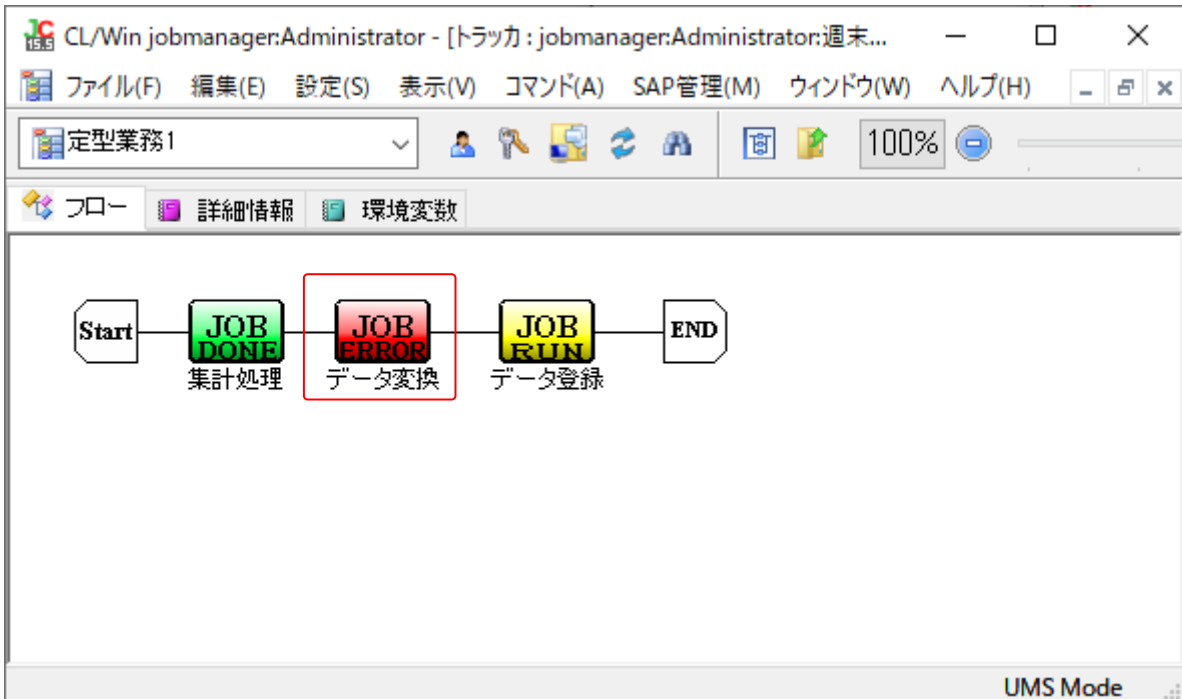 JC 15.5 CL/Win jobmanager:Administrator - [トラッカ : jobmanager:Administrator:週末...
ファイル(F) 編集(E) 設定(S) 表示(V) コマンド(A) SAP管理(M) ウィンドウ(W) ヘルプ(H)
定型業務1 100%
フロー 詳細情報 環境変数
Start JOB DONE JOB ERROR JOB RUN END
集計処理 データ変換 データ登録
UMS Mode